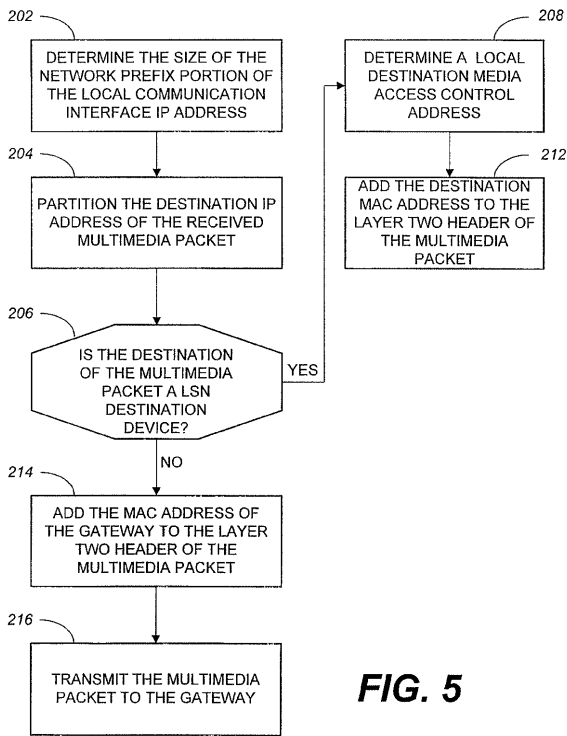 202
DETERMINE THE SIZE OF THE
NETWORK PREFIX PORTION OF
THE LOCAL COMMUNICATION
INTERFACE IP ADDRESS
204
PARTITION THE DESTINATION IP
ADDRESS OF THE RECEIVED
MULTIMEDIA PACKET
206
IS THE DESTINATION
OF THE MULTIMEDIA
PACKET A LSN
DESTINATION
DEVICE?
YES
NO
208
DETERMINE A LOCAL
DESTINATION MEDIA
ACCESS CONTROL
ADDRESS
212
ADD THE DESTINATION
MAC ADDRESS TO THE
LAYER TWO HEADER OF
THE MULTIMEDIA
PACKET
214
ADD THE MAC ADDRESS OF
THE GATEWAY TO THE LAYER
TWO HEADER OF THE
MULTIMEDIA PACKET
216
TRANSMIT THE MULTIMEDIA
PACKET TO THE GATEWAY
FIG. 5